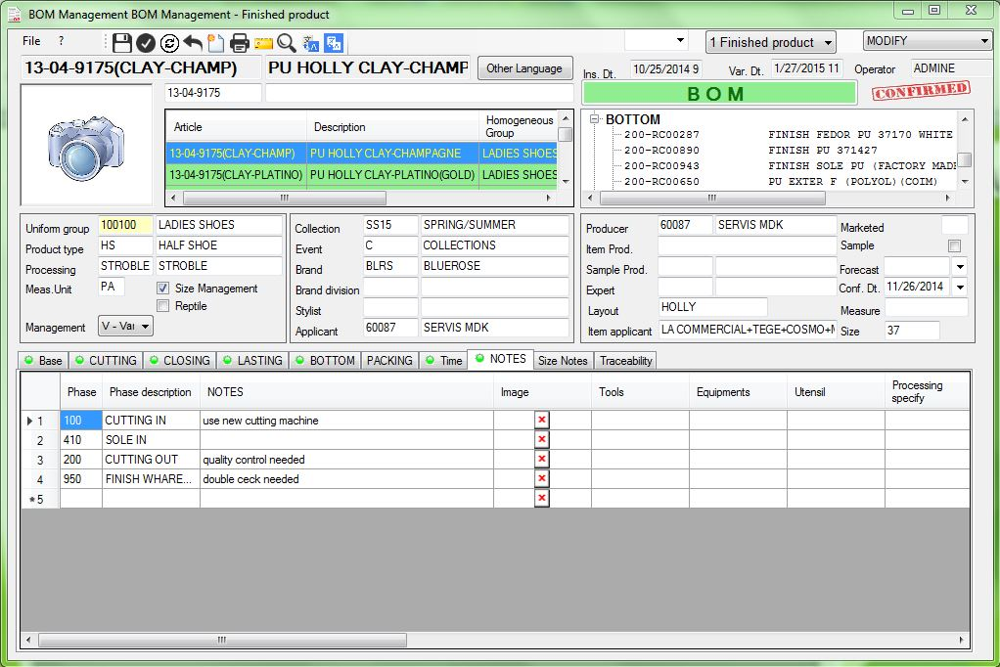 BOM Management BOM Management - Finished product
File ? 1 Finished product MODIFY
13-04-9175(CLAY-CHAMP) PU HOLLY CLAY-CHAMP Other Language Ins. Dt. 10/25/2014 9 Var. Dt. 1/27/2015 11 Operator ADMINE
13-04-9175 BOM CONFIRMED
Article Description Homogeneous Group
13-04-9175(CLAY-CHAMP) PU HOLLY CLAY-CHAMPAGNE LADIES SHOES
13-04-9175(CLAY-PLATINO) PU HOLLY CLAY-PLATINO(GOLD) LADIES SHOES
BOTTOM
200-RC00287 FINISH FEDOR PU 37170 WHITE
200-RC00890 FINISH PU 371427
200-RC00943 FINISH SOLE PU (FACTORY MAD
200-RC00650 PU EXTER F (POLYOL)(COIM)
Uniform group 100100 LADIES SHOES
Product type HS HALF SHOE
Processing STROBLE STROBLE
Meas.Unit PA Size Management
Reptile
Management V - Var
Collection SS15 SPRING/SUMMER
Event C COLLECTIONS
Brand BLRS BLUEROSE
Brand division
Stylist
Applicant 60087 SERVIS MDK
Producer 60087 SERVIS MDK Marketed
Item Prod. Sample
Sample Prod. Forecast
Expert Conf. Dt. 11/26/2014
Layout HOLLY Measure
Item applicant LA COMMERCIAL+TEGE+COSMO+M Size 37
Base CUTTING CLOSING LASTING BOTTOM PACKING Time NOTES Size Notes Traceability
Phase Phase description NOTES Image Tools Equipments Utensil Processing specify
1 100 CUTTING IN use new cutting machine
2 410 SOLE IN
3 200 CUTTING OUT quality control needed
4 950 FINISH WHARE... double ceck needed
*5